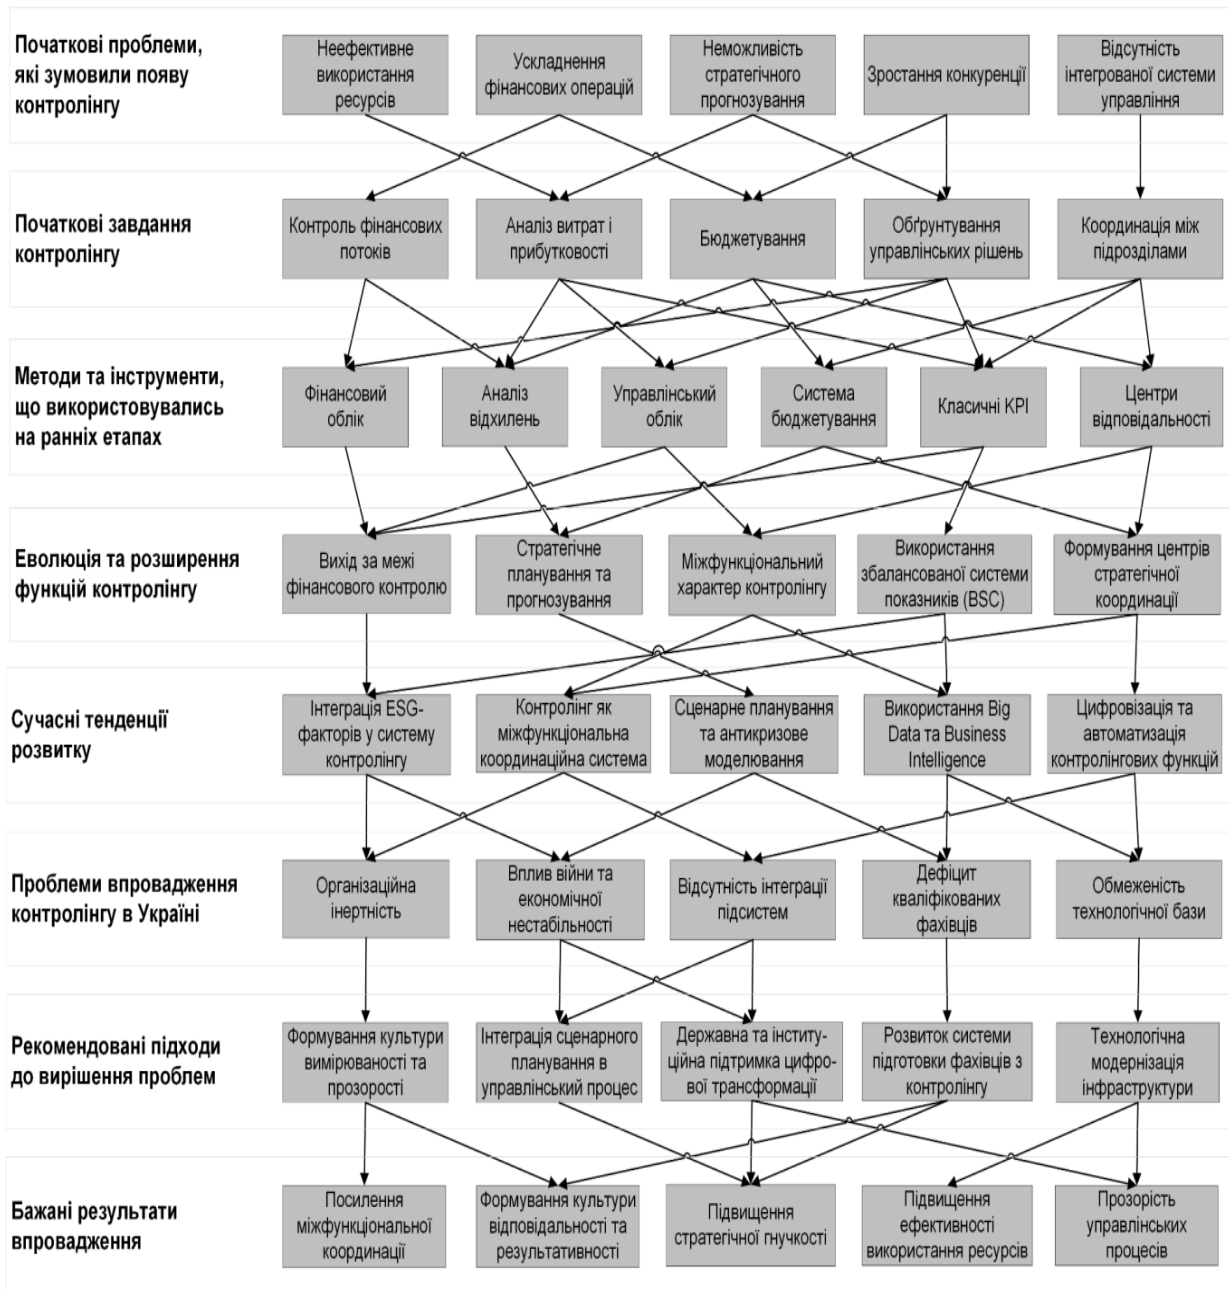 Початкові проблеми,
які зумовили появу
контролінгу
Неефективне
використання
ресурсів
Ускладнення
фінансових операцій
Неможливість
стратегічного
прогнозування
Зростання конкуренції
Відсутність
інтегрованої системи
управління
Початкові завдання
контролінгу
Контроль фінансових
потоків
Аналіз витрат і
прибутковості
Бюджетування
Обґрунтування
управлінських рішень
Координація між
підрозділами
Методи та інструменти,
що використовувались
на ранніх етапах
Фінансовий
облік
Аналіз
відхилень
Управлінський
облік
Система
бюджетування
Класичні KPI
Центри
відповідальності
Еволюція та розширення
функцій контролінгу
Вихід за межі
фінансового контролю
Стратегічне
планування та
прогнозування
Міжфункціональний
характер контролінгу
Використання
збалансованої системи
показників (BSC)
Формування центрів
стратегічної
координації
Сучасні тенденції
розвитку
Інтеграція ESG-
факторів у систему
контролінгу
Контролінг як
міжфункціональна
координаційна система
Сценарне планування
та антикризове
моделювання
Використання Big
Data та Business
Intelligence
Цифровізація та
автоматизація
контролінгових функцій
Проблеми впровадження
контролінгу в Україні
Організаційна
інертність
Вплив війни та
економічної
нестабільності
Відсутність інтеграції
підсистем
Дефіцит
кваліфікованих
фахівців
Обмеженість
технологічної бази
Рекомендовані підходи
до вирішення проблем
Формування культури
вимірюваності та
прозорості
Інтеграція сценарного
планування в
управлінський процес
Державна та інститу-
ційна підтримка цифро-
вої трансформації
Розвиток системи
підготовки фахівців з
контролінгу
Технологічна
модернізація
інфраструктури
Бажані результати
впровадження
Посилення
міжфункціональної
координації
Формування культури
відповідальності та
результативності
Підвищення
стратегічної гнучкості
Підвищення
ефективності
використання ресурсів
Прозорість
управлінських
процесів